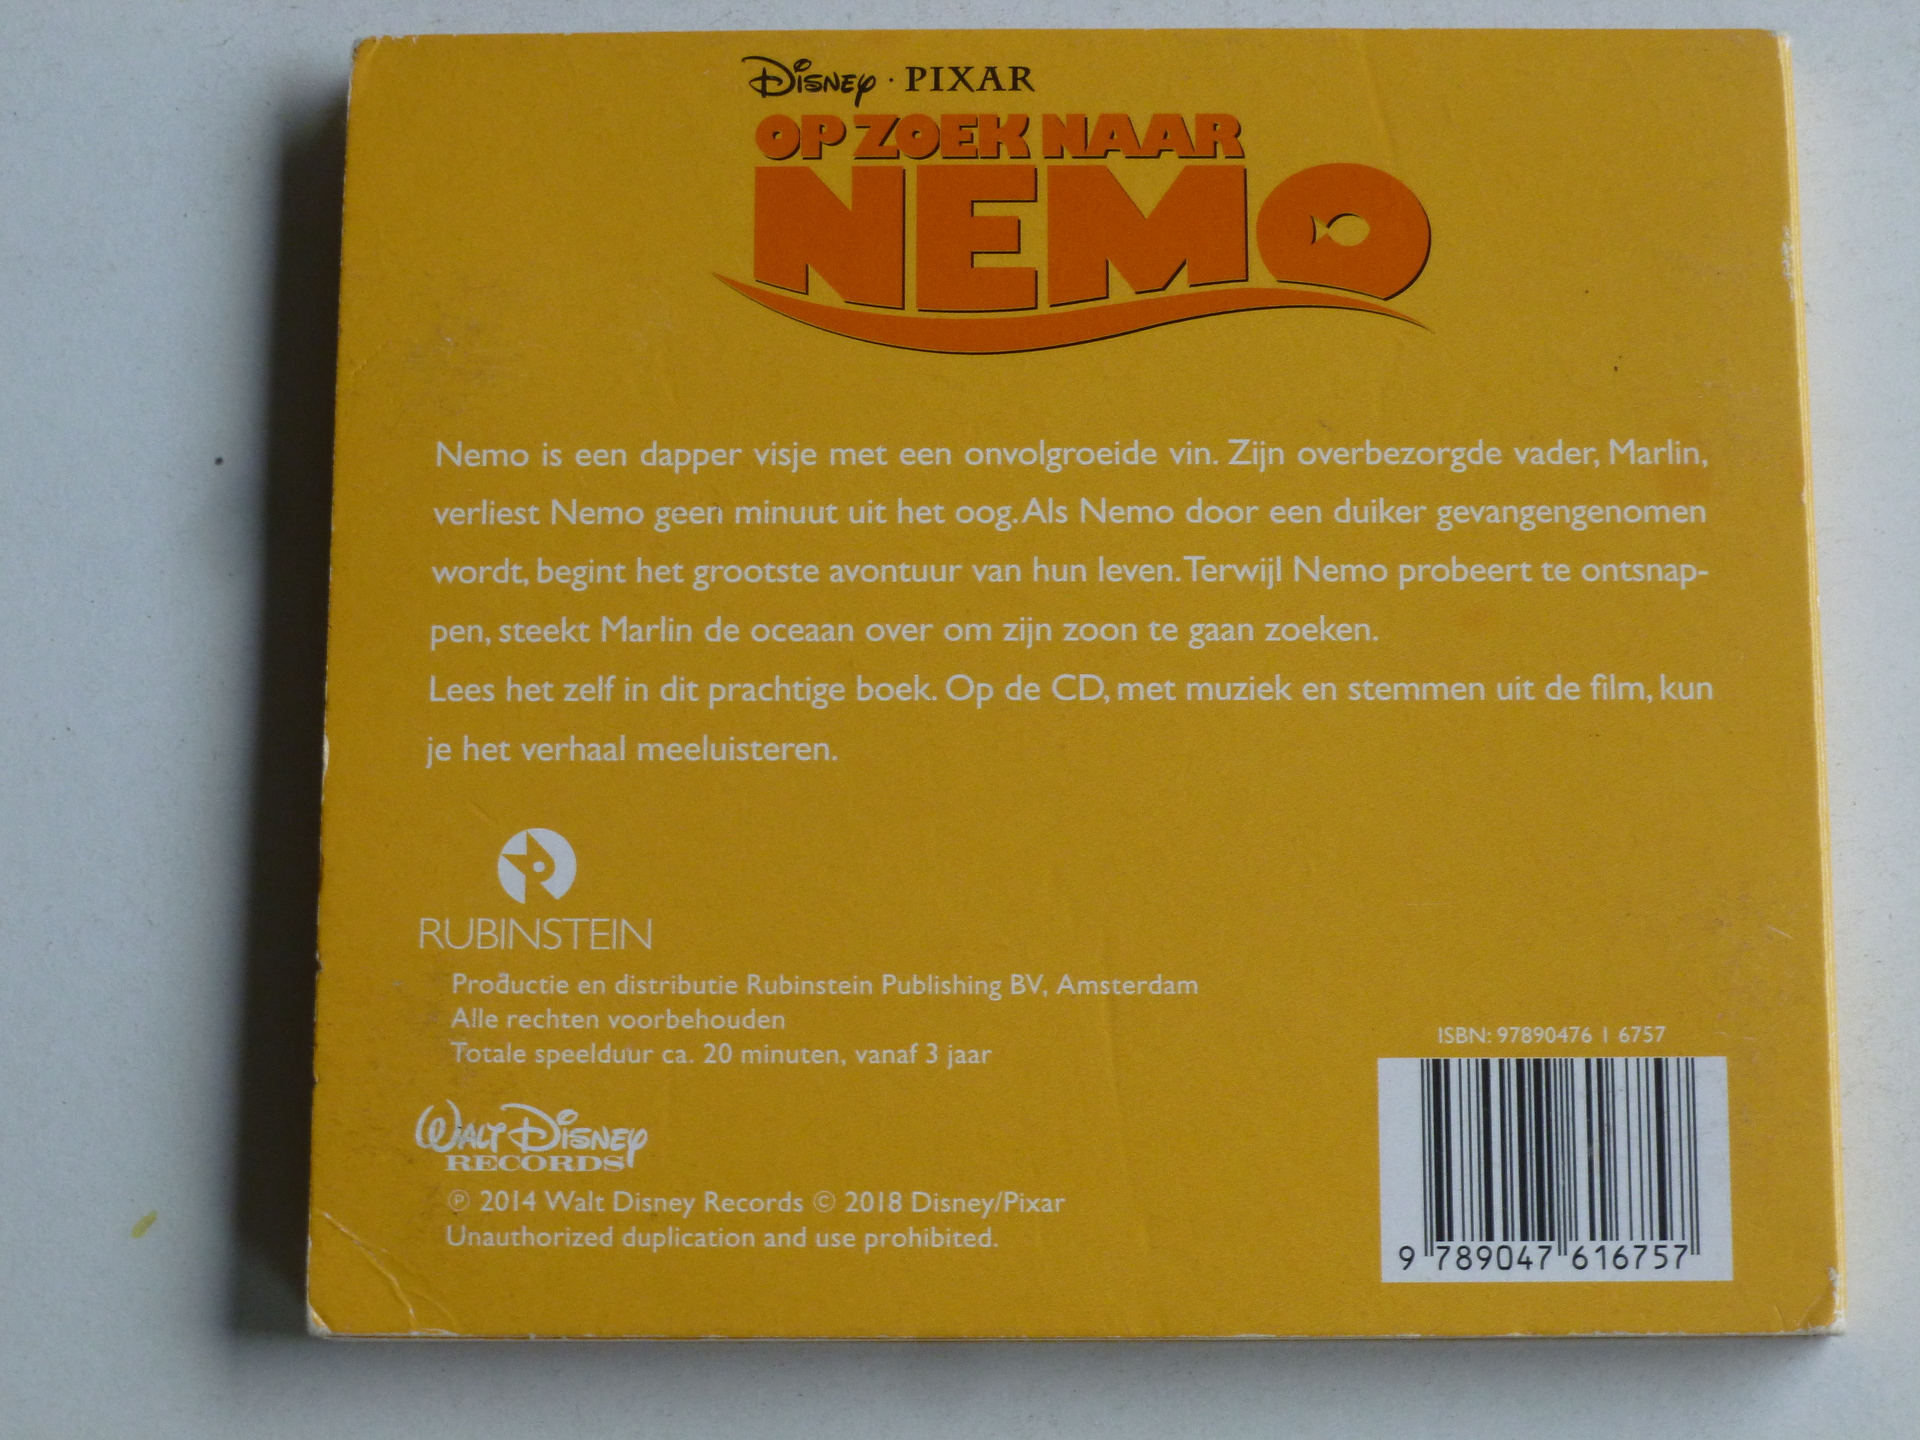 Disney · PIXAR
OP ZOEK NAAR
NEMO
Nemo is een dapper visje met een onvolgroeide vin. Zijn overbezorgde vader, Marlin,
verliest Nemo geen minuut uit het oog. Als Nemo door een duiker gevangengenomen
wordt, begint het grootste avontuur van hun leven. Terwijl Nemo probeert te ontsnap-
pen, steekt Marlin de oceaan over om zijn zoon te gaan zoeken.
Lees het zelf in dit prachtige boek. Op de CD, met muziek en stemmen uit de film, kun
je het verhaal meeluisteren.
RUBINSTEIN
Productie en distributie Rubinstein Publishing BV, Amsterdam
Alle rechten voorbehouden
Totale speelduur ca. 20 minuten, vanaf 3 jaar
WALT DISNEY
RECORDS
℗ 2014 Walt Disney Records © 2018 Disney/Pixar
Unauthorized duplication and use prohibited.
ISBN: 97890476 1 6757
9 789047 616757